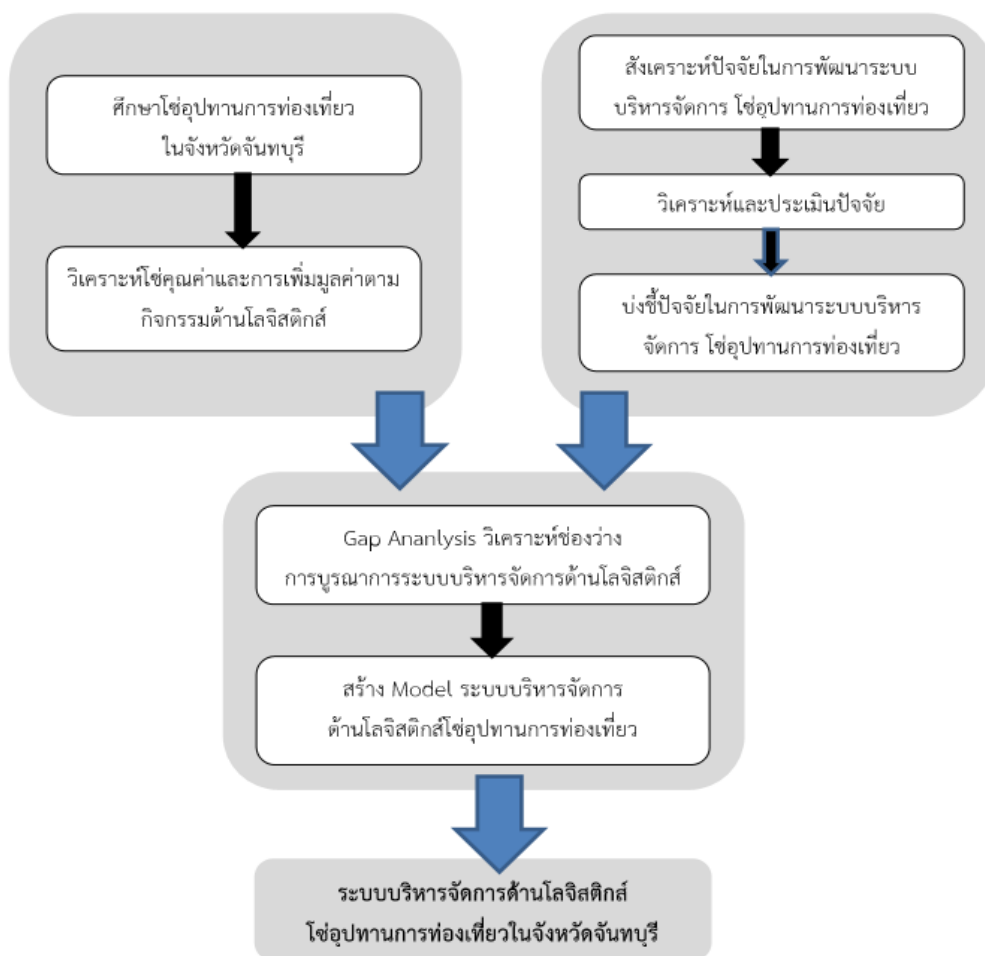 ศึกษาโซ่อุปทานการท่องเที่ยว
ในจังหวัดจันทบุรี
วิเคราะห์โซ่คุณค่าและการเพิ่มมูลค่าตาม
กิจกรรมด้านโลจิสติกส์
สังเคราะห์ปัจจัยในการพัฒนาระบบ
บริหารจัดการ โซ่อุปทานการท่องเที่ยว
วิเคราะห์และประเมินปัจจัย
บ่งชี้ปัจจัยในการพัฒนาระบบบริหาร
จัดการ โซ่อุปทานการท่องเที่ยว
Gap Ananlysis วิเคราะห์ช่องว่าง
การบูรณาการระบบบริหารจัดการด้านโลจิสติกส์
สร้าง Model ระบบบริหารจัดการ
ด้านโลจิสติกส์โซ่อุปทานการท่องเที่ยว
ระบบบริหารจัดการด้านโลจิสติกส์
โซ่อุปทานการท่องเที่ยวในจังหวัดจันทบุรี